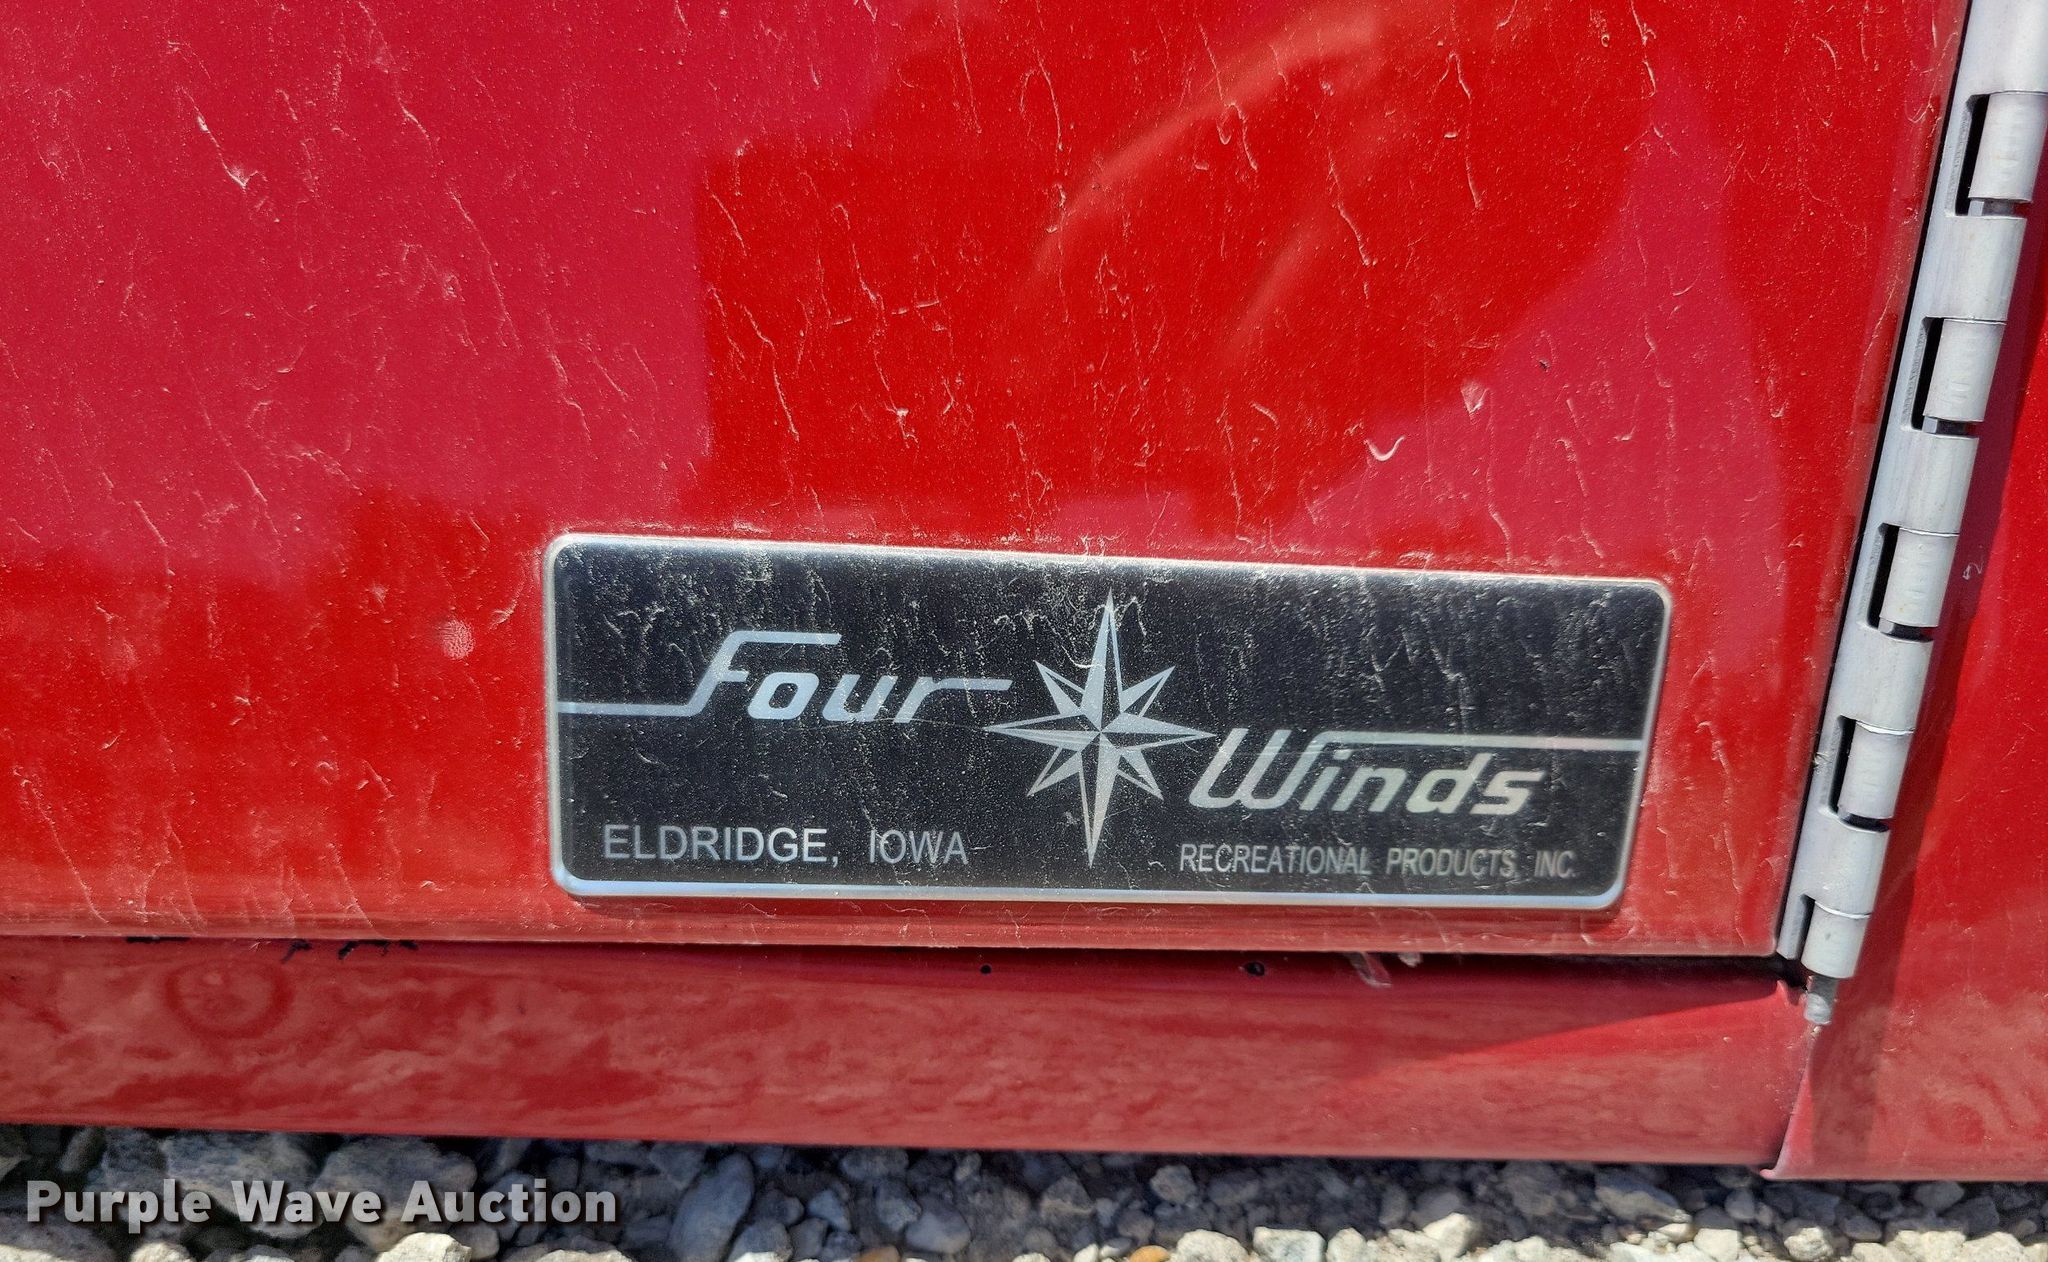 Four Winds
ELDRIDGE, IOWA
RECREATIONAL PRODUCTS, INC.
Purple Wave Auction